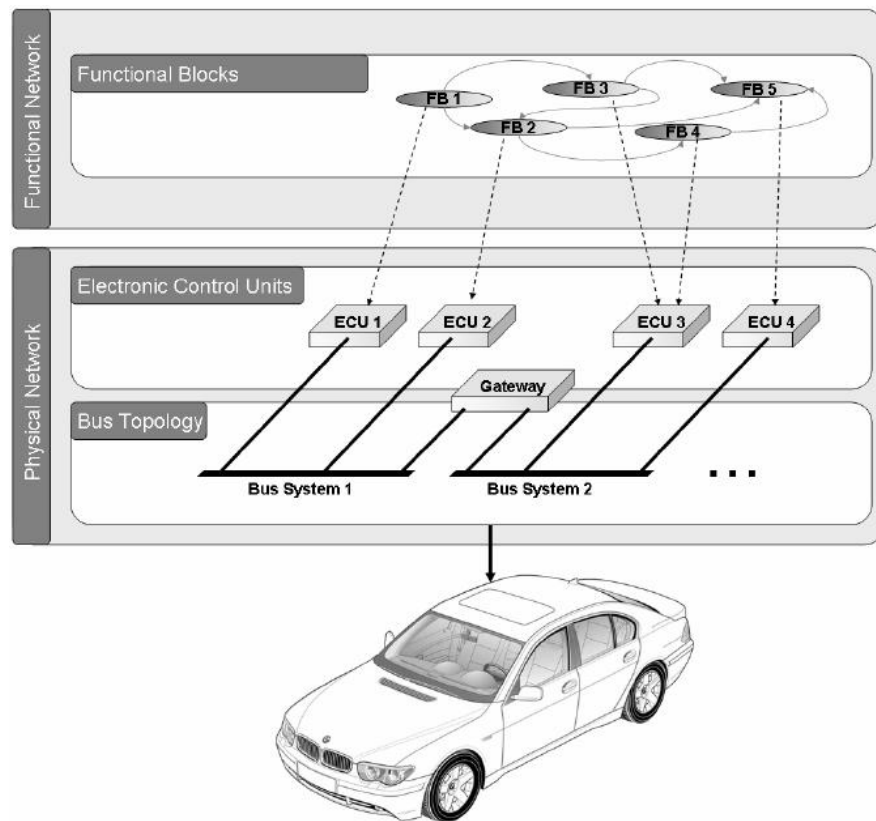 Functional Network
Functional Blocks
FB 1
FB 2
FB 3
FB 4
FB 5
Physical Network
Electronic Control Units
ECU 1
ECU 2
ECU 3
ECU 4
Gateway
Bus Topology
Bus System 1
Bus System 2
. . .